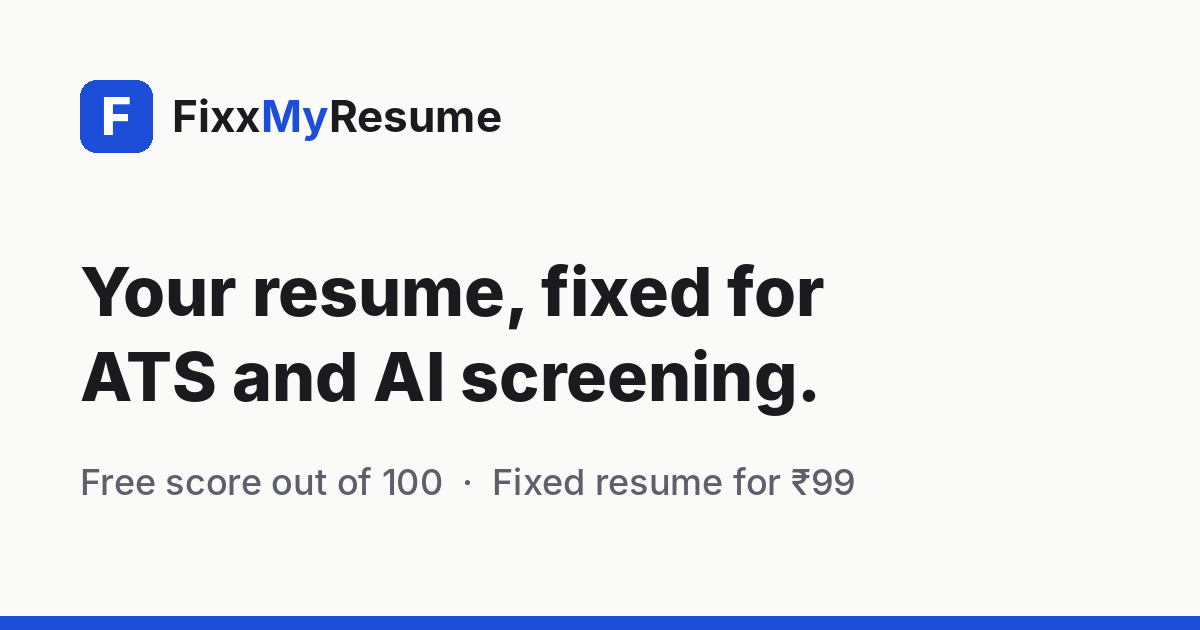 F FixxMyResume
Your resume, fixed for
ATS and AI screening.
Free score out of 100 · Fixed resume for ₹99